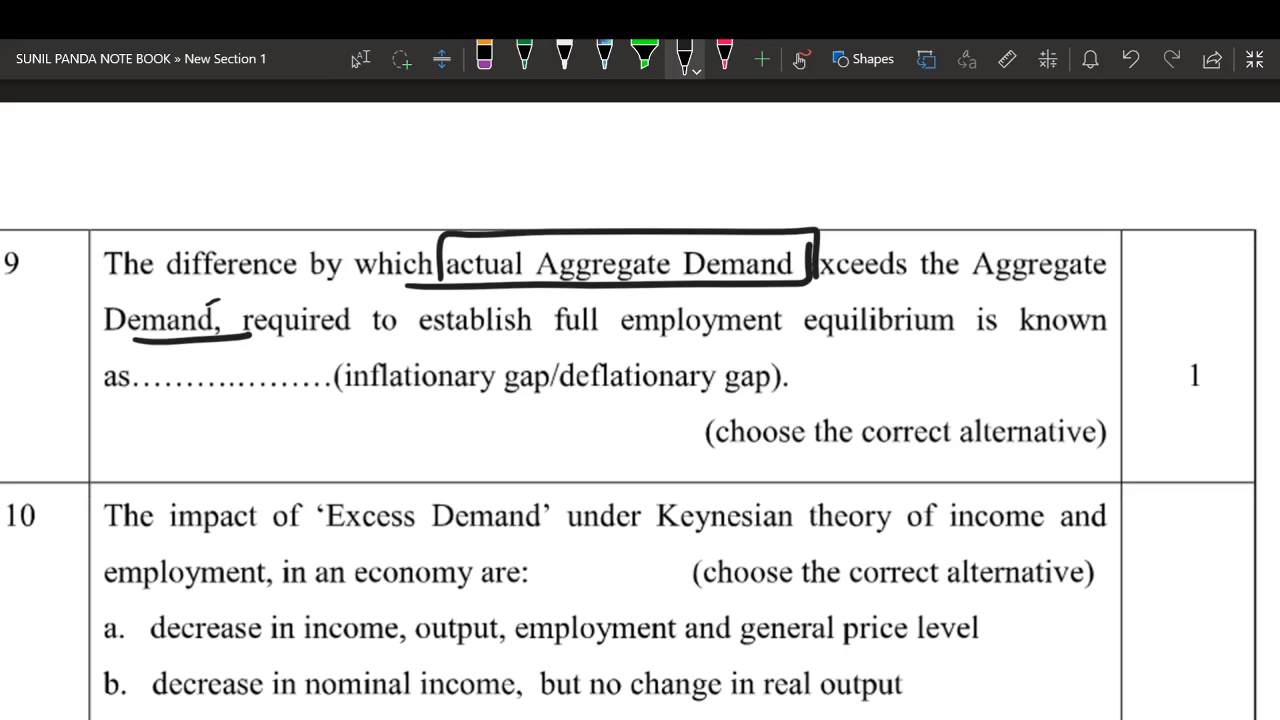 SUNIL PANDA NOTE BOOK » New Section 1
Shapes
9
The difference by which actual Aggregate Demand xceeds the Aggregate
Demand, required to establish full employment equilibrium is known
as....................(inflationary gap/deflationary gap).
1
(choose the correct alternative)
10
The impact of ‘Excess Demand’ under Keynesian theory of income and
employment, in an economy are: (choose the correct alternative)
a. decrease in income, output, employment and general price level
b. decrease in nominal income, but no change in real output